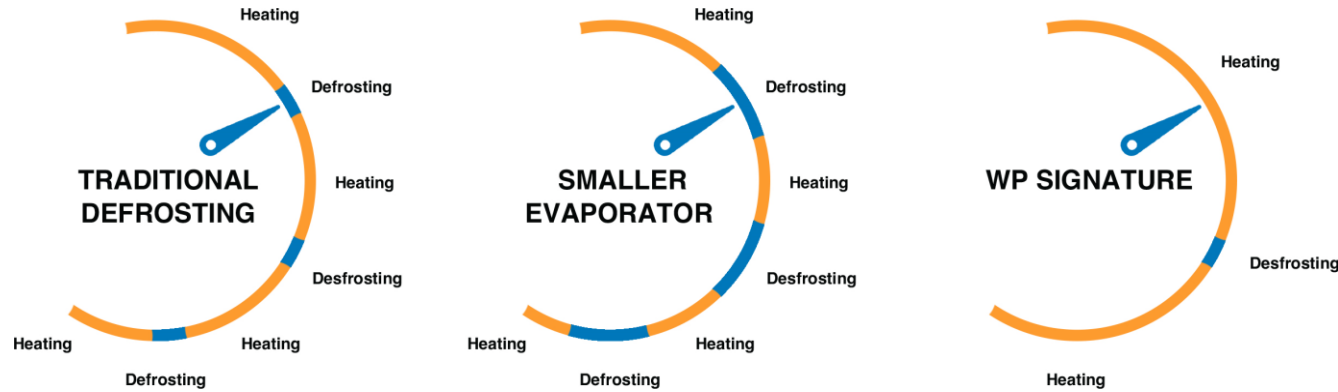 Heating
Defrosting
Heating
TRADITIONAL
DEFROSTING
Desfrosting
Heating
Heating
Defrosting
Heating
Defrosting
Heating
SMALLER
EVAPORATOR
Desfrosting
Heating
Heating
Defrosting
Heating
WP SIGNATURE
Desfrosting
Heating